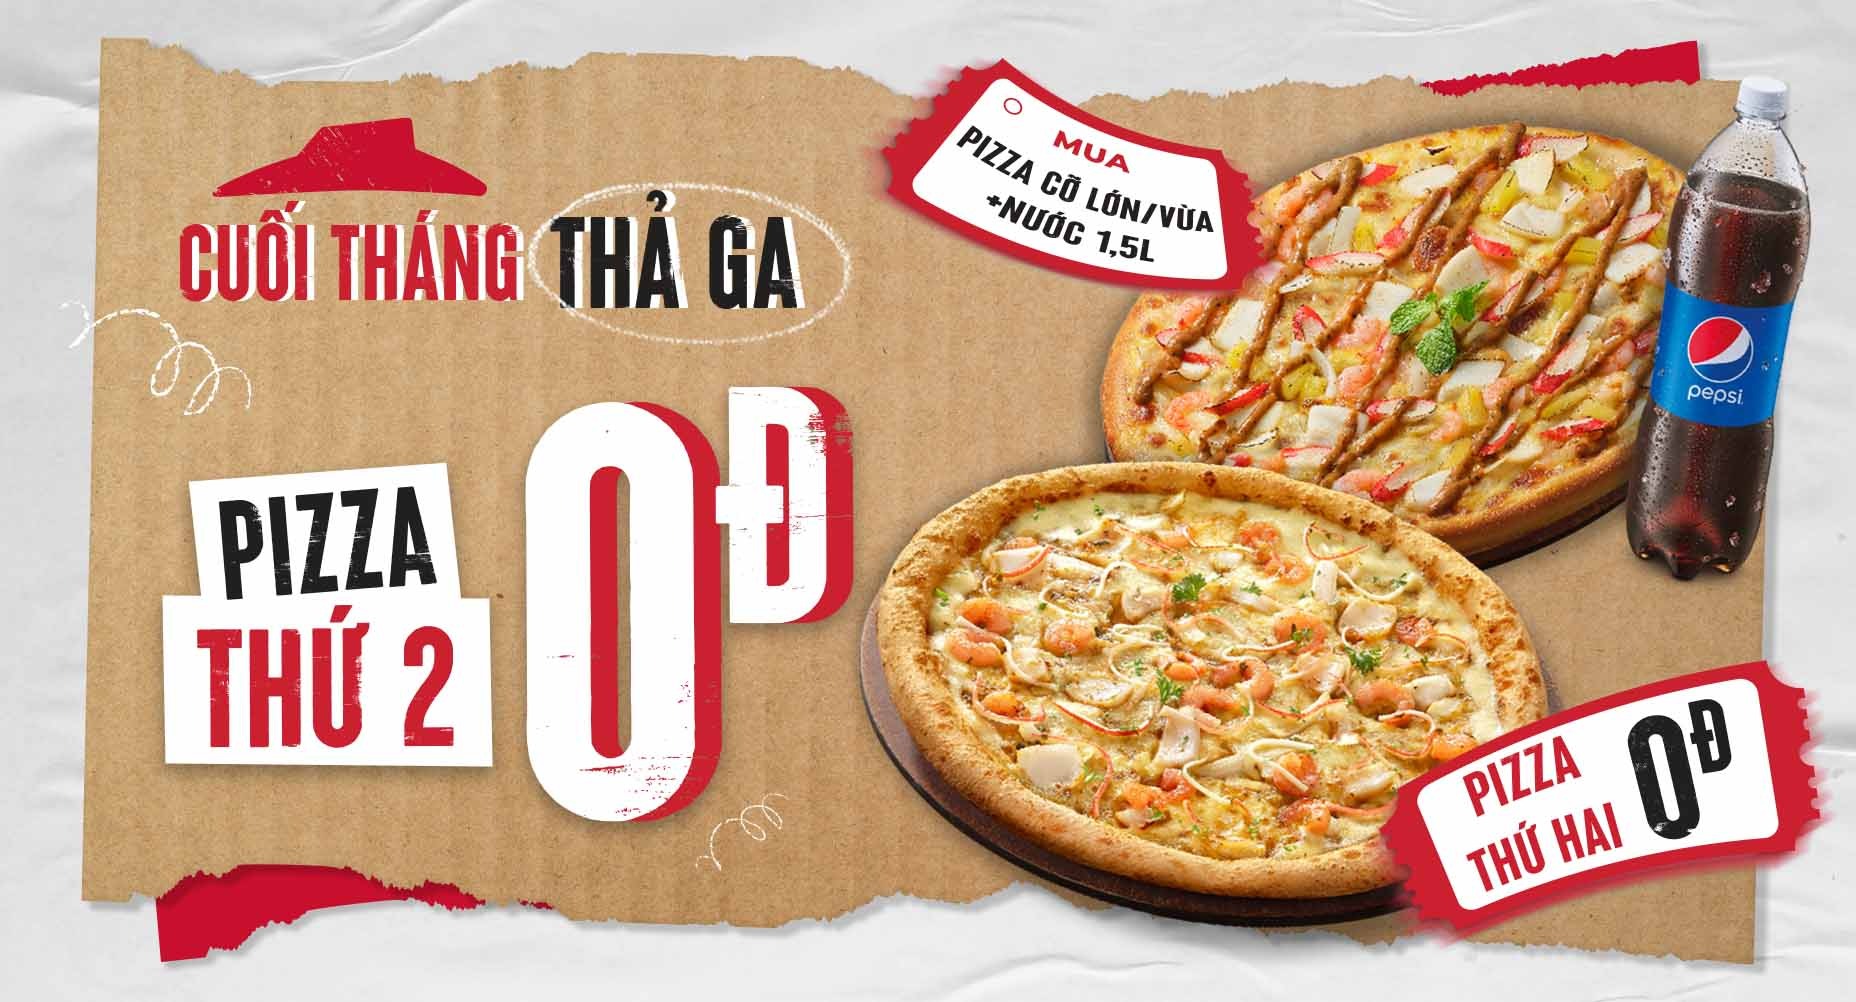 CUỐI THÁNG THẢ GA
PIZZA
THỨ 2
0Đ
MUA
PIZZA CỠ LỚN/VỪA
+NƯỚC 1,5L
pepsi
PIZZA
THỨ HAI
0Đ